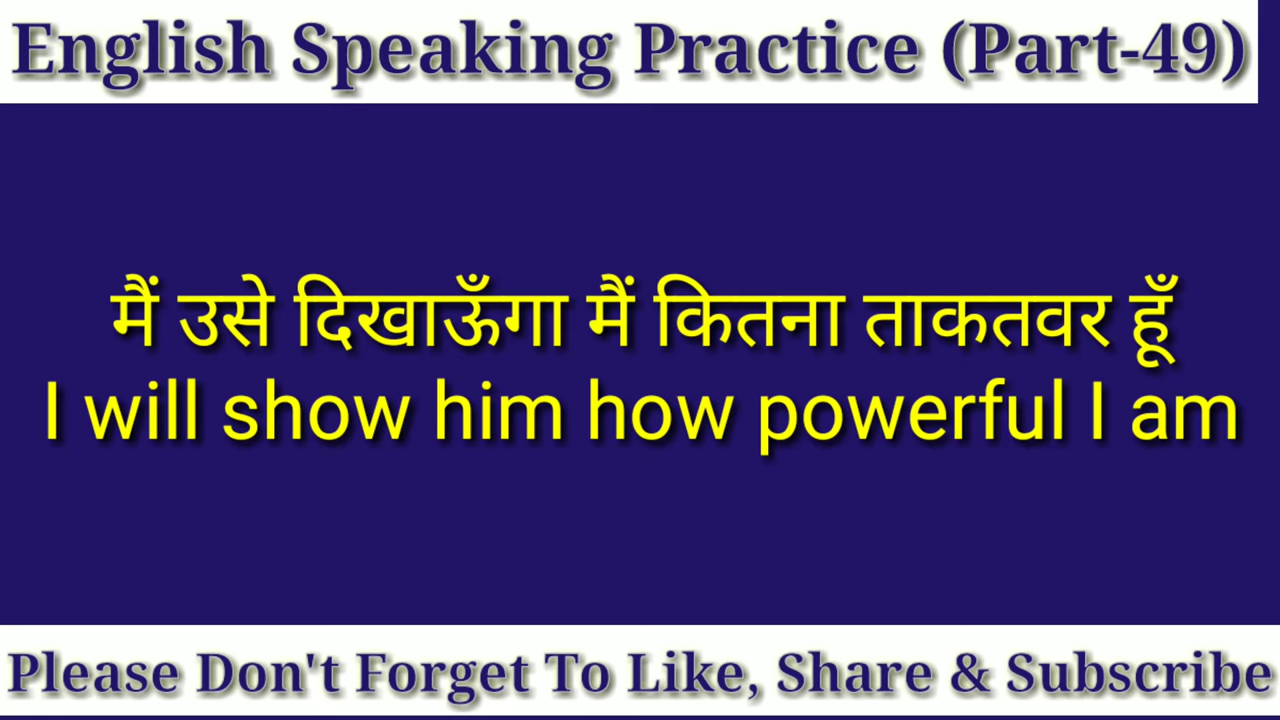 English Speaking Practice (Part-49)
मैं उसे दिखाऊँगा मैं कितना ताकतवर हूँ
I will show him how powerful I am
Please Don't Forget To Like, Share & Subscribe